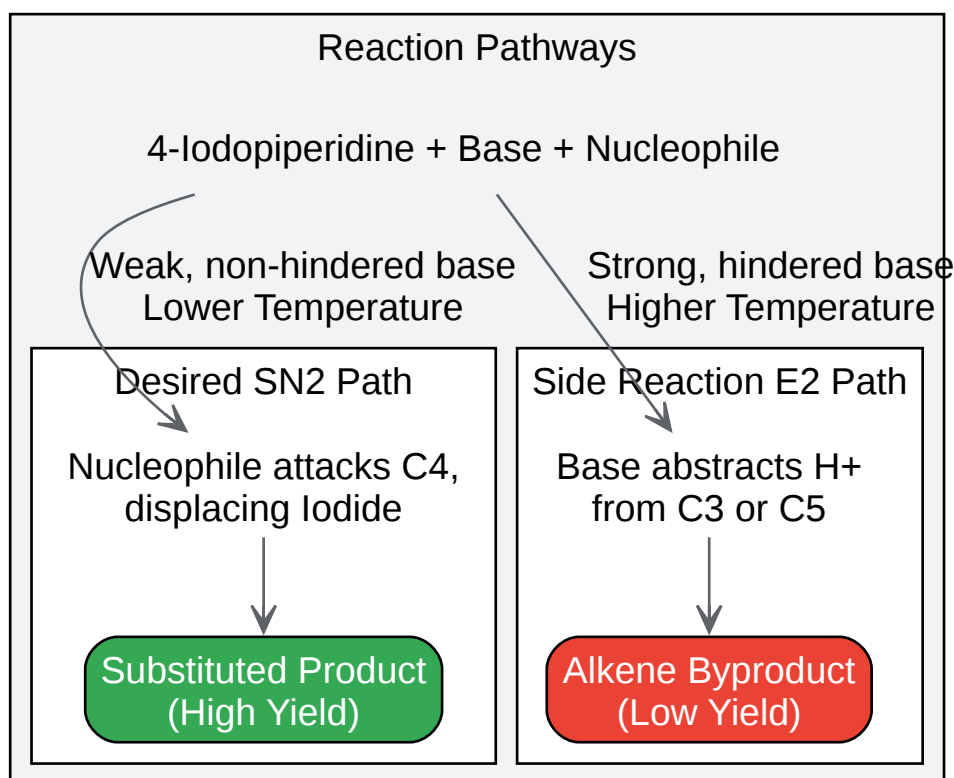 Reaction Pathways
4-Iodopiperidine + Base + Nucleophile
Weak, non-hindered base
Lower Temperature
Strong, hindered base
Higher Temperature
Desired SN2 Path
Nucleophile attacks C4,
displacing Iodide
Substituted Product
(High Yield)
Side Reaction E2 Path
Base abstracts H+
from C3 or C5
Alkene Byproduct
(Low Yield)